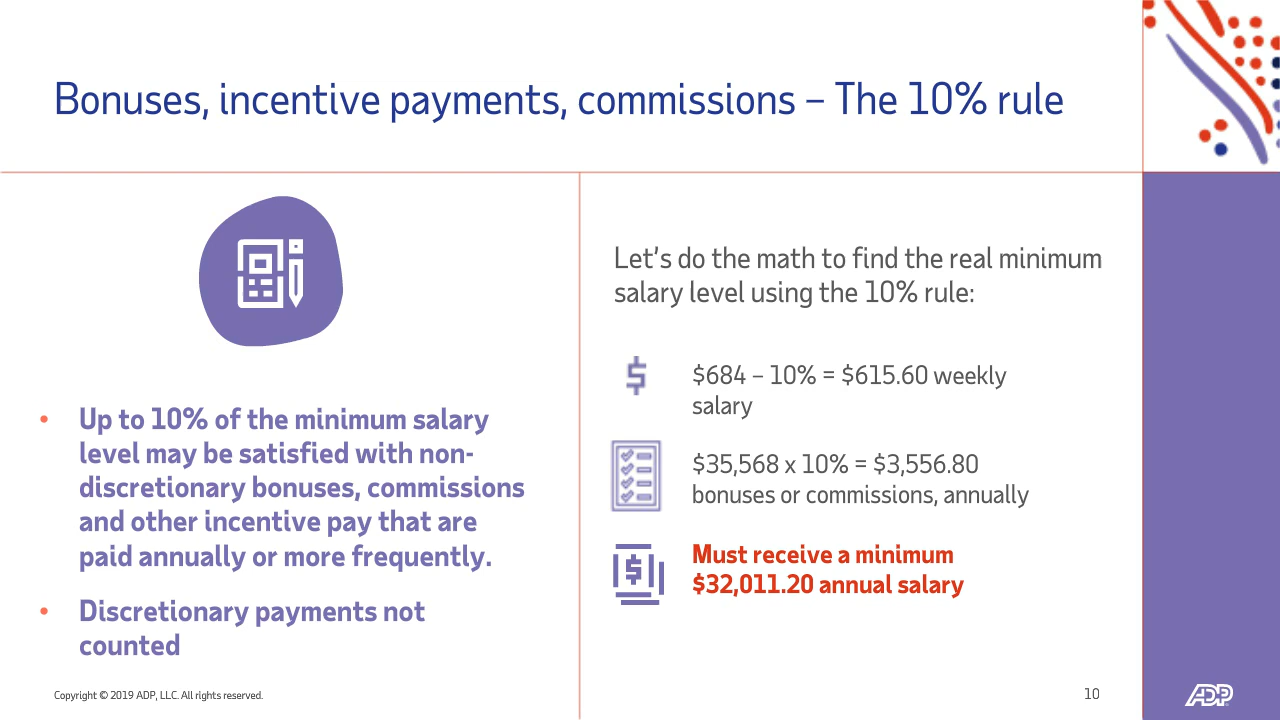 Bonuses, incentive payments, commissions – The 10% rule
• Up to 10% of the minimum salary
level may be satisfied with non-
discretionary bonuses, commissions
and other incentive pay that are
paid annually or more frequently.
• Discretionary payments not
counted
Let's do the math to find the real minimum
salary level using the 10% rule:
$ $684 – 10% = $615.60 weekly
salary
$35,568 x 10% = $3,556.80
bonuses or commissions, annually
$ Must receive a minimum
$32,011.20 annual salary
Copyright © 2019 ADP, LLC. All rights reserved.
10
ADP